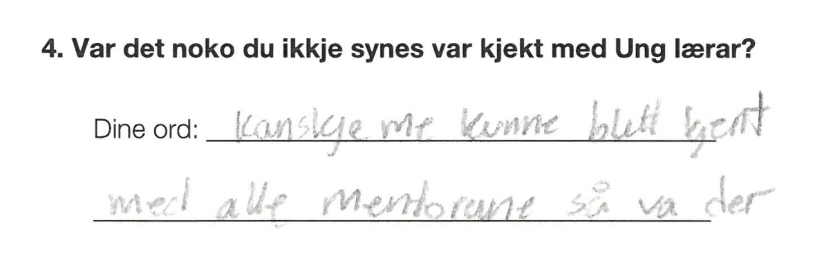 4. Var det noko du ikkje synes var kjekt med Ung lærar?
Dine ord: kanskje me kunne blitt kjent
med alle mentorane så va der